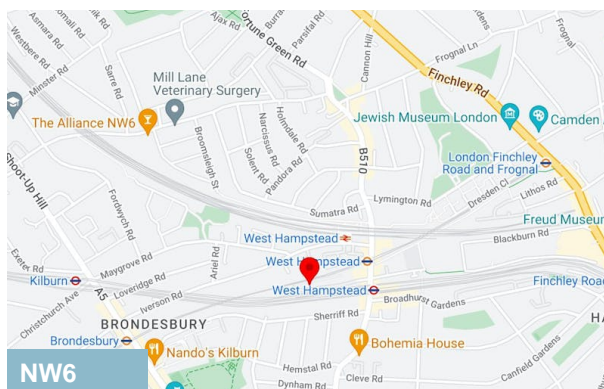 Asmara Rd
Ajax Rd
Fortune Green Rd
Parsifal Rd
Cannon Hill
Frognal Ln
Frognal
Westbere Rd
Minster Rd
Sarre Rd
Mill Lane
Veterinary Surgery
Finchley Rd
The Alliance NW6
Broomsleigh St
Solent Rd
Narcissus Rd
Holmdale Rd
Pandora Rd
B510
Jewish Museum London
Camden
Shoot-Up Hill
Fordwych Rd
London Finchley
Road and Frognal
Dresden Cl
Lithos Rd
Lymington Rd
Sumatra Rd
Freud Museum
Blackburn Rd
West Hampstead
West Hampstead
West Hampstead
Exeter Rd
Maygrove Rd
Ariel Rd
Kilburn
Loveridge Rd
Iverson Rd
Finchley Road
Christchurch Ave
A5
Broadhurst Gardens
Sherriff Rd
BRONDESBURY
Brondesbury
HA
Nando's Kilburn
Bohemia House
NW6
Hemstal Rd
Dynham Rd
Cleve Rd
Canfield Gardens
Fairhazel